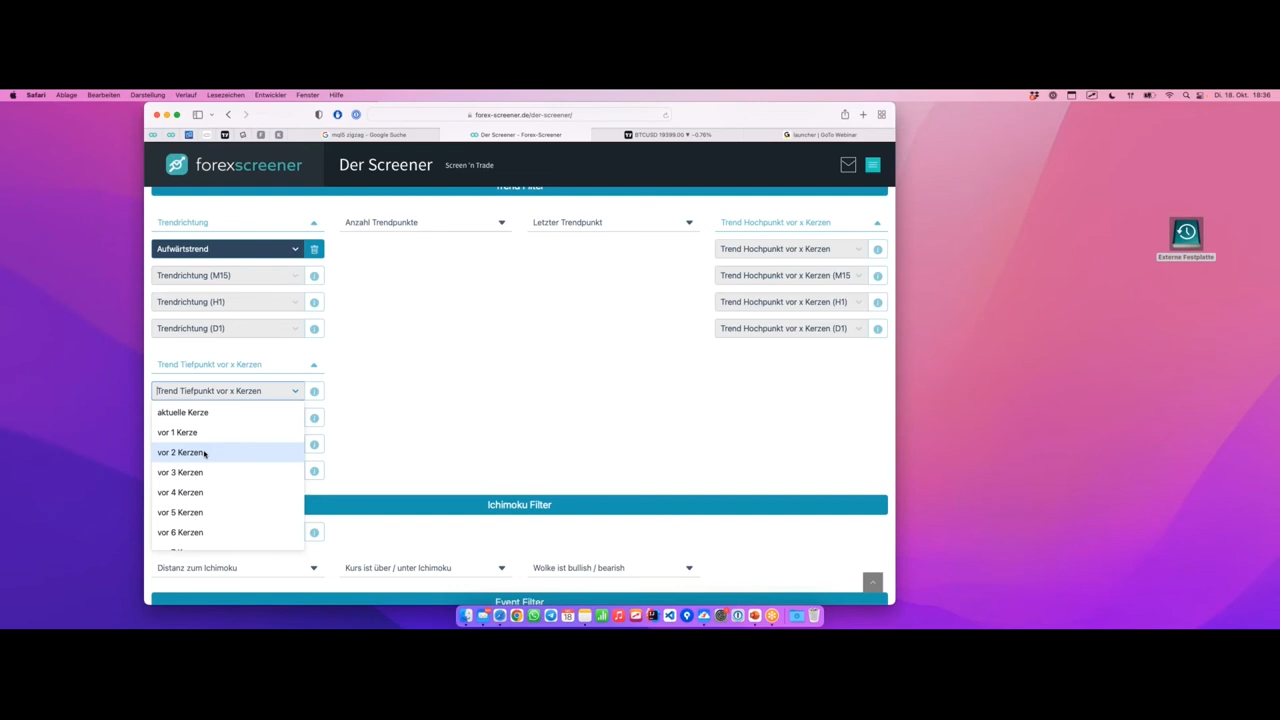 Safari Ablage Bearbeiten Darstellung Verlauf Lesezeichen Entwickler Fenster Hilfe
Di. 18. Okt. 18:36
forex-screener.de/der-screener/
mql5 zigzag - Google Suche
Der Screener - Forex-Screener
BTCUSD 19399.00 ▼ −0.76%
launcher | GoTo Webinar
forexscreener
Der Screener
Screen 'n Trade
Trend Filter
Trendrichtung
Anzahl Trendpunkte
Letzter Trendpunkt
Trend Hochpunkt vor x Kerzen
Aufwärtstrend
Trend Hochpunkt vor x Kerzen
Trendrichtung (M15)
Trend Hochpunkt vor x Kerzen (M15
Trendrichtung (H1)
Trend Hochpunkt vor x Kerzen (H1)
Trendrichtung (D1)
Trend Hochpunkt vor x Kerzen (D1)
Trend Tiefpunkt vor x Kerzen
Trend Tiefpunkt vor x Kerzen
aktuelle Kerze
vor 1 Kerze
vor 2 Kerzen
vor 3 Kerzen
vor 4 Kerzen
vor 5 Kerzen
vor 6 Kerzen
Ichimoku Filter
Distanz zum Ichimoku
Kurs ist über / unter Ichimoku
Wolke ist bullish / bearish
Event Filter
Externe Festplatte